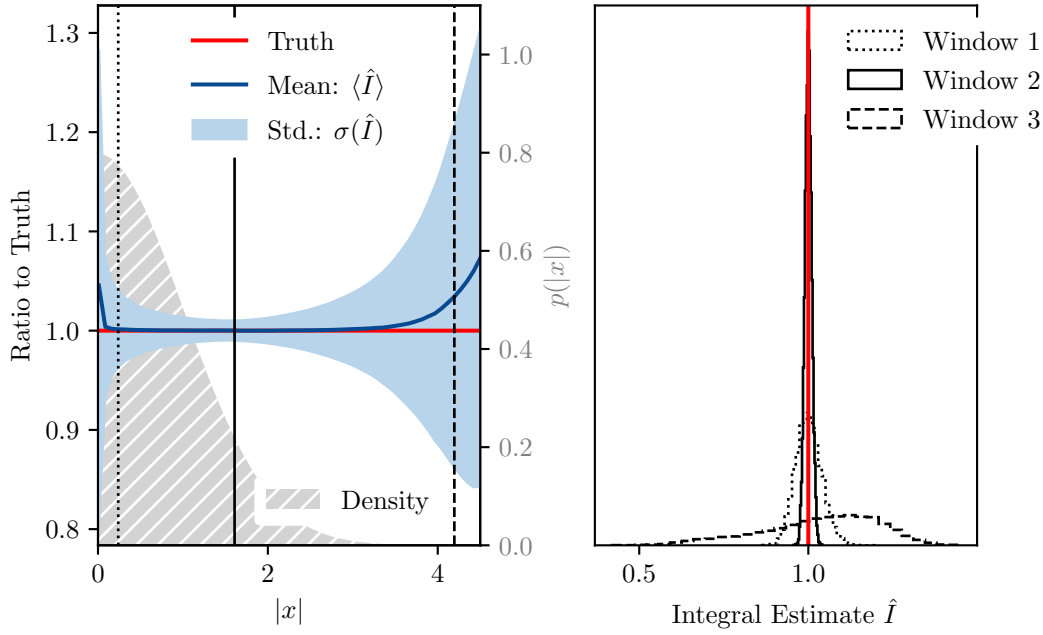 Truth
Mean: ⟨Î⟩
Std.: σ(Î)
Density
1.3
1.2
1.1
1.0
0.9
0.8
Ratio to Truth
0
2
4
|x|
1.0
0.8
0.6
0.4
0.2
0.0
p(|x|)
Window 1
Window 2
Window 3
0.5
1.0
Integral Estimate Î